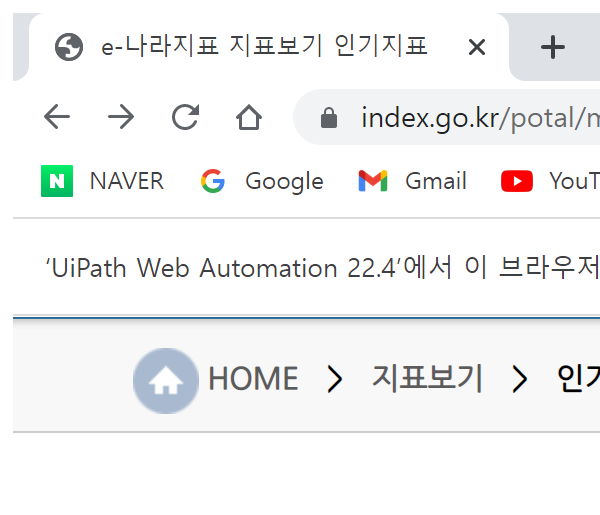 e-나라지표 지표보기 인기지표
index.go.kr/potal/m
NAVER Google Gmail YouT
‘UiPath Web Automation 22.4’에서 이 브라우저
HOME > 지표보기 > 인기